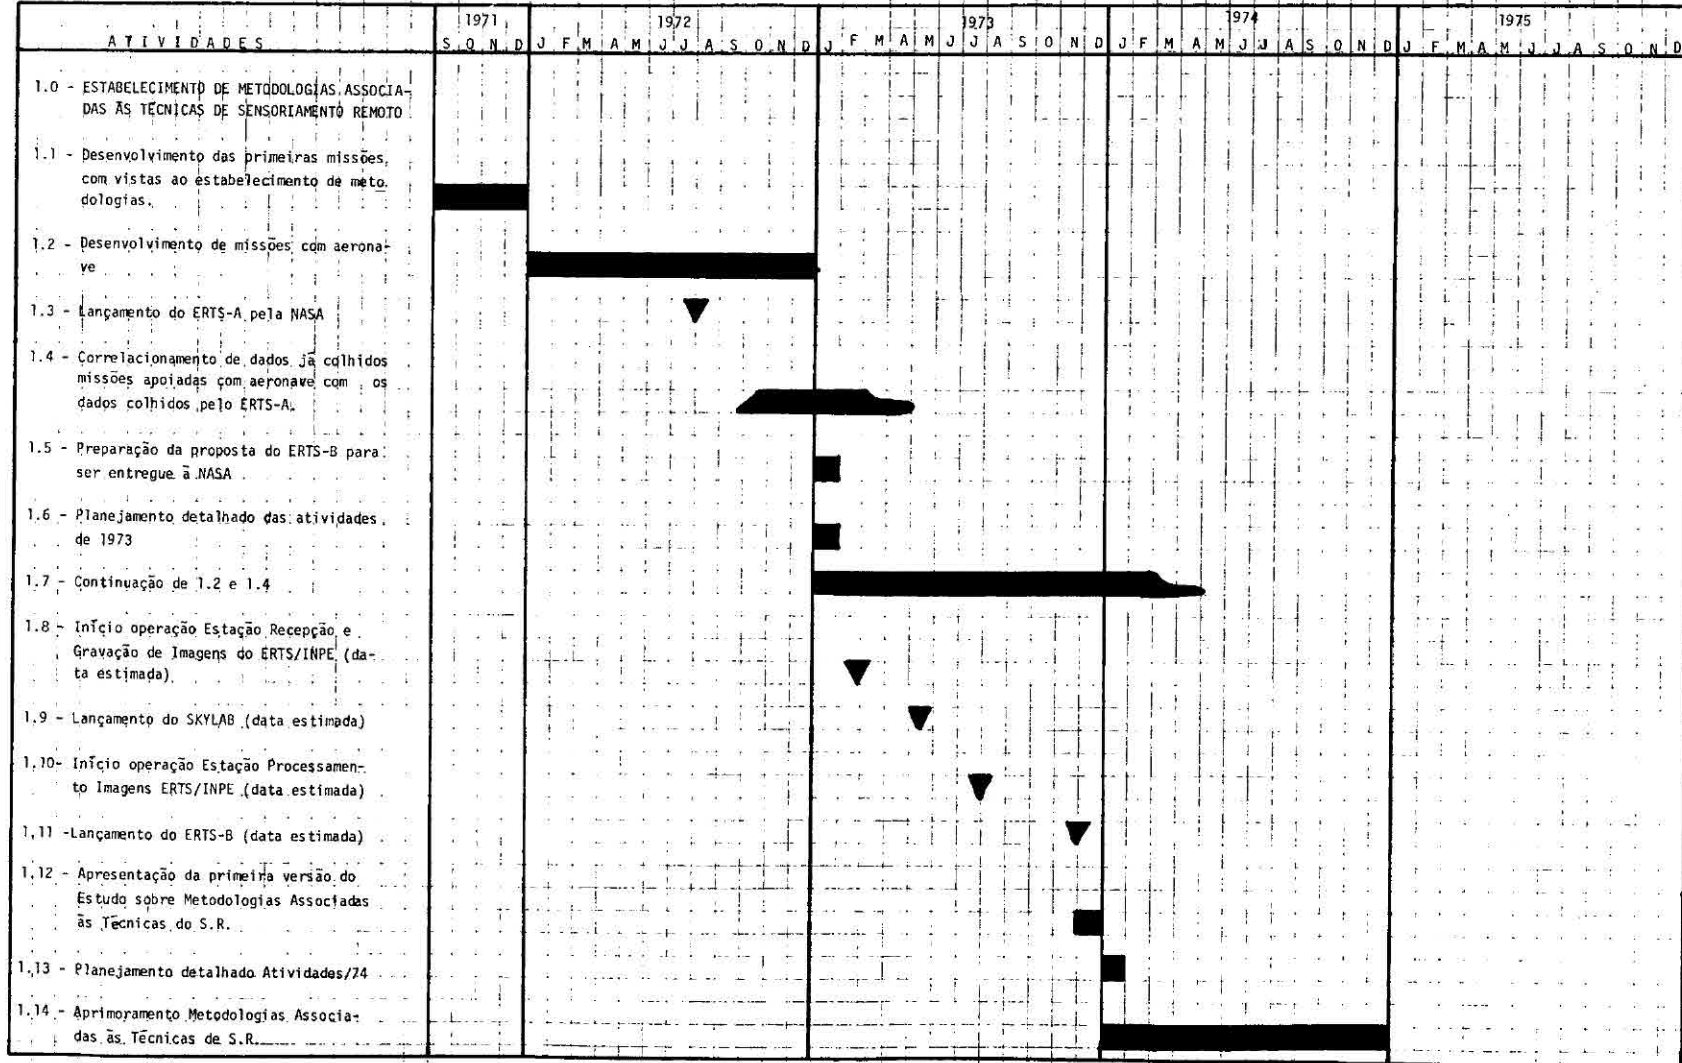 1971 1972 1973 1974 1975
ATIVIDADES S O N D J F M A M J J A S O N D J F M A M J J A S O N D J F M A M J J A S O N D J F M A M J J A S O N D
1.0 - ESTABELECIMENTO DE METODOLOGIAS ASSOCIA-
DAS ÀS TÉCNICAS DE SENSORIAMENTO REMOTO
1.1 - Desenvolvimento das primeiras missões,
com vistas ao estabelecimento de meto
dologias.
1.2 - Desenvolvimento de missões com aerona-
ve
1.3 - Lançamento do ERTS-A pela NASA
1.4 - Correlacionamento de dados já colhidos
missões apoiadas com aeronave com os
dados colhidos pelo ERTS-A.
1.5 - Preparação da proposta do ERTS-B para
ser entregue à NASA
1.6 - Planejamento detalhado das atividades
de 1973
1.7 - Continuação de 1.2 e 1.4
1.8 - Início operação Estação Recepção e
Gravação de Imagens do ERTS/INPE (da-
ta estimada)
1.9 - Lançamento do SKYLAB (data estimada)
1.10- Início operação Estação Processamen-
to Imagens ERTS/INPE (data estimada)
1.11 -Lançamento do ERTS-B (data estimada)
1.12 - Apresentação da primeira versão do
Estudo sobre Metodologias Associadas
às Técnicas do S.R.
1.13 - Planejamento detalhado Atividades/74
1.14 - Aprimoramento Metodologias Associa-
das às Técnicas de S.R.